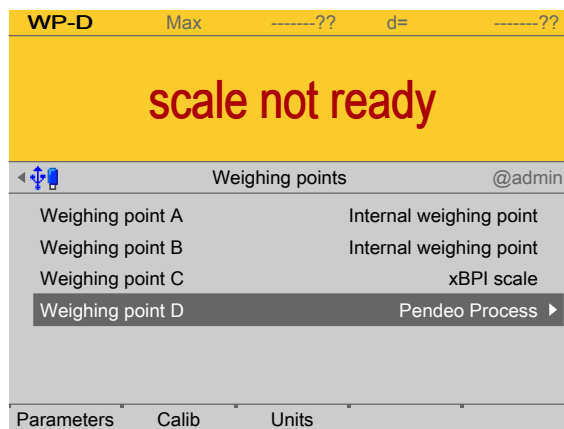 WP-D Max -------?? d= -------??
scale not ready
Weighing points @admin
Weighing point A Internal weighing point
Weighing point B Internal weighing point
Weighing point C xBPI scale
Weighing point D Pendeo Process
Parameters Calib Units